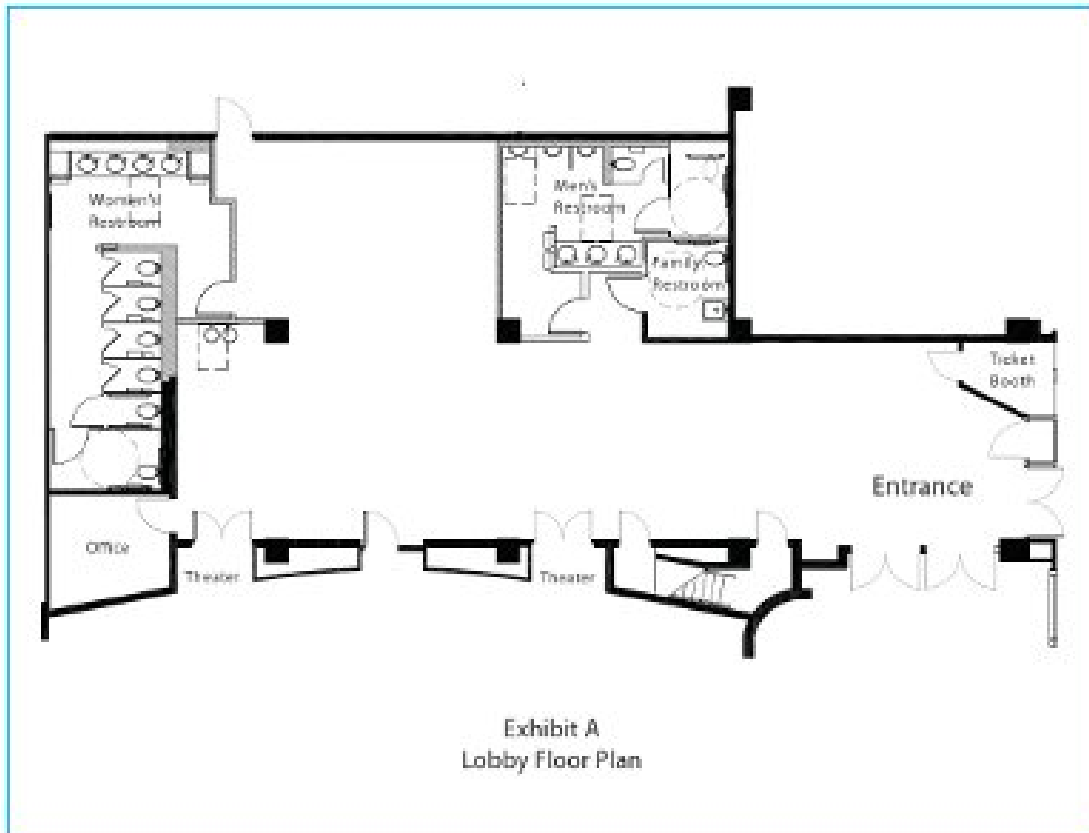 Women's
Restroom
Men's
Restroom
Family
Restroom
Ticket
Booth
Entrance
Office
Theater
Theater
Exhibit A
Lobby Floor Plan